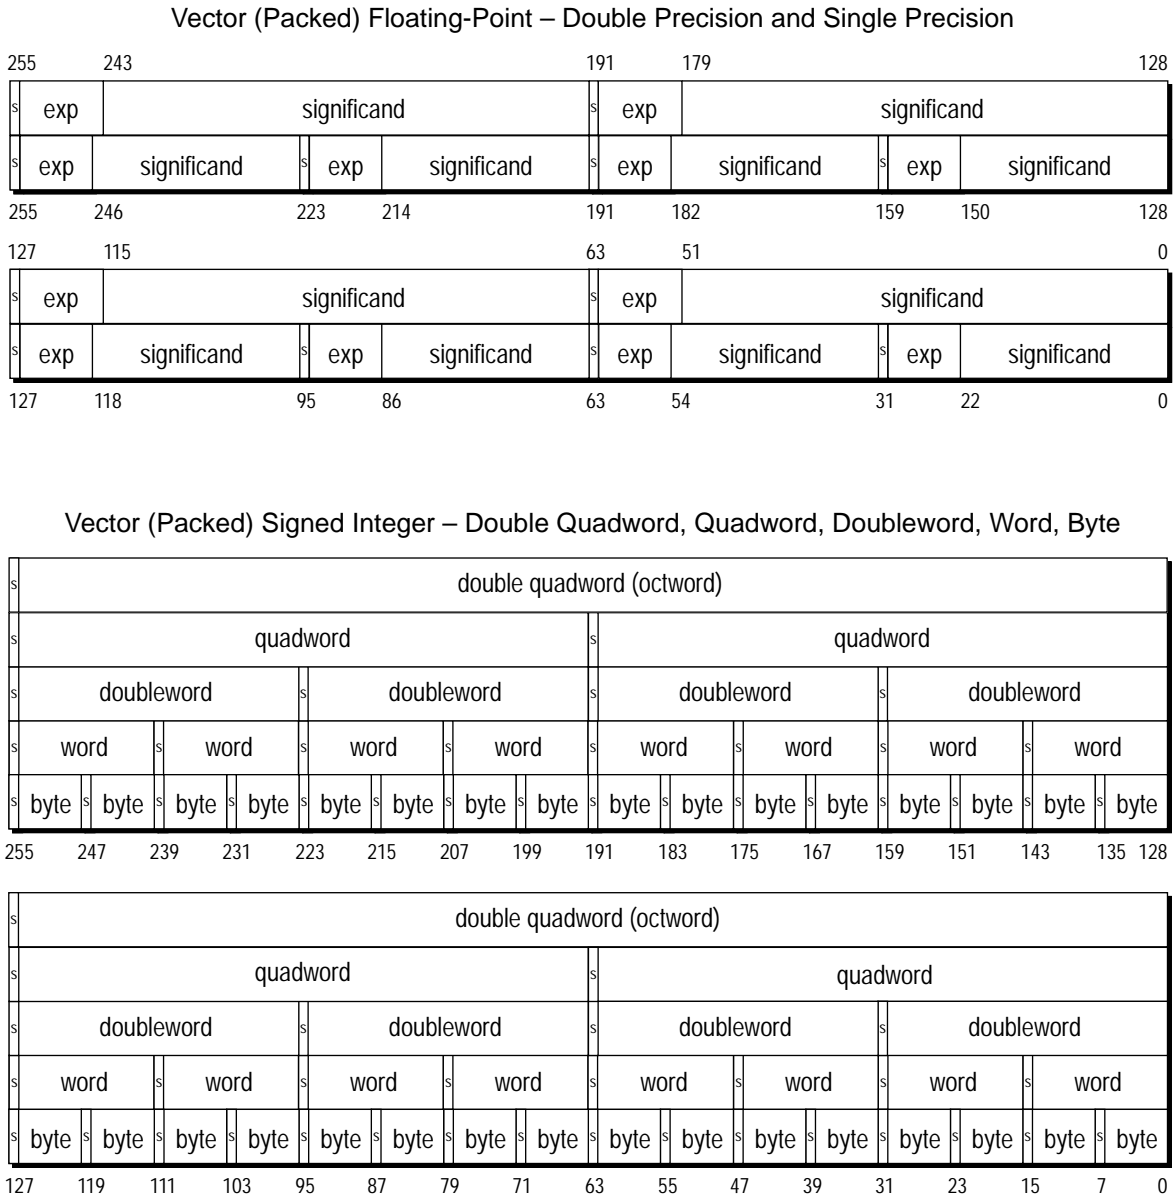 Vector (Packed) Floating-Point – Double Precision and Single Precision
255 243 191 179 128
s exp significand s exp significand
s exp significand s exp significand s exp significand s exp significand
255 246 223 214 191 182 159 150 128
127 115 63 51 0
s exp significand s exp significand
s exp significand s exp significand s exp significand s exp significand
127 118 95 86 63 54 31 22 0
Vector (Packed) Signed Integer – Double Quadword, Quadword, Doubleword, Word, Byte
s double quadword (octword)
s quadword s quadword
s doubleword s doubleword s doubleword s doubleword
s word s word s word s word s word s word s word s word
s byte s byte s byte s byte s byte s byte s byte s byte s byte s byte s byte s byte s byte s byte s byte s byte
255 247 239 231 223 215 207 199 191 183 175 167 159 151 143 135 128
s double quadword (octword)
s quadword s quadword
s doubleword s doubleword s doubleword s doubleword
s word s word s word s word s word s word s word s word
s byte s byte s byte s byte s byte s byte s byte s byte s byte s byte s byte s byte s byte s byte s byte s byte
127 119 111 103 95 87 79 71 63 55 47 39 31 23 15 7 0